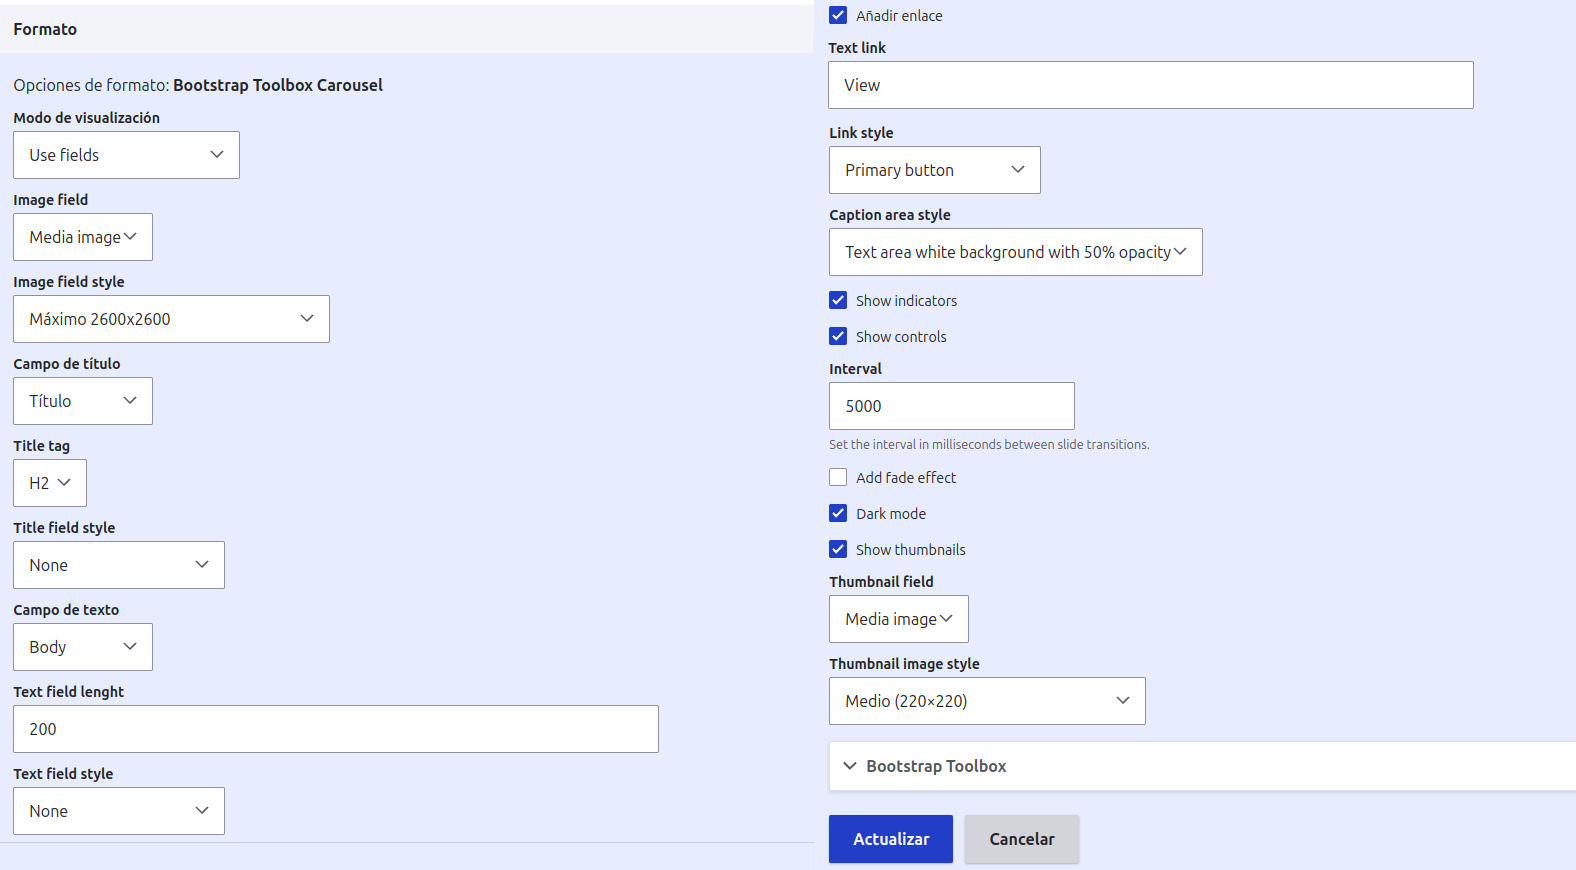 Formato
Opciones de formato: Bootstrap Toolbox Carousel
Modo de visualización
Use fields
Image field
Media image
Image field style
Máximo 2600x2600
Campo de título
Título
Title tag
H2
Title field style
None
Campo de texto
Body
Text field lenght
200
Text field style
None
Añadir enlace
Text link
View
Link style
Primary button
Caption area style
Text area white background with 50% opacity
Show indicators
Show controls
Interval
5000
Set the interval in milliseconds between slide transitions.
Add fade effect
Dark mode
Show thumbnails
Thumbnail field
Media image
Thumbnail image style
Medio (220×220)
Bootstrap Toolbox
Actualizar
Cancelar